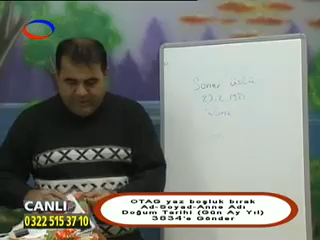 Soner
CANLI
0322 515 37 10
OTAG yaz boşluk bırak
Ad-Soyad-Anne Adı
Doğum Tarihi (Gün Ay Yıl)
3034'e Gönder